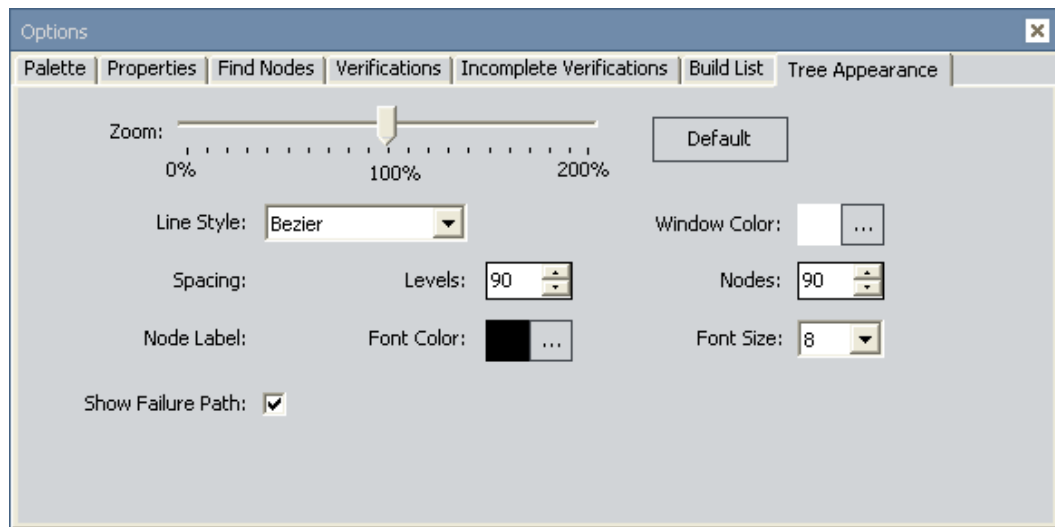 Options
Palette Properties Find Nodes Verifications Incomplete Verifications Build List Tree Appearance
Zoom: Default
0% 100% 200%
Line Style: Bezier Window Color: ...
Spacing: Levels: 90 Nodes: 90
Node Label: Font Color: ... Font Size: 8
Show Failure Path: